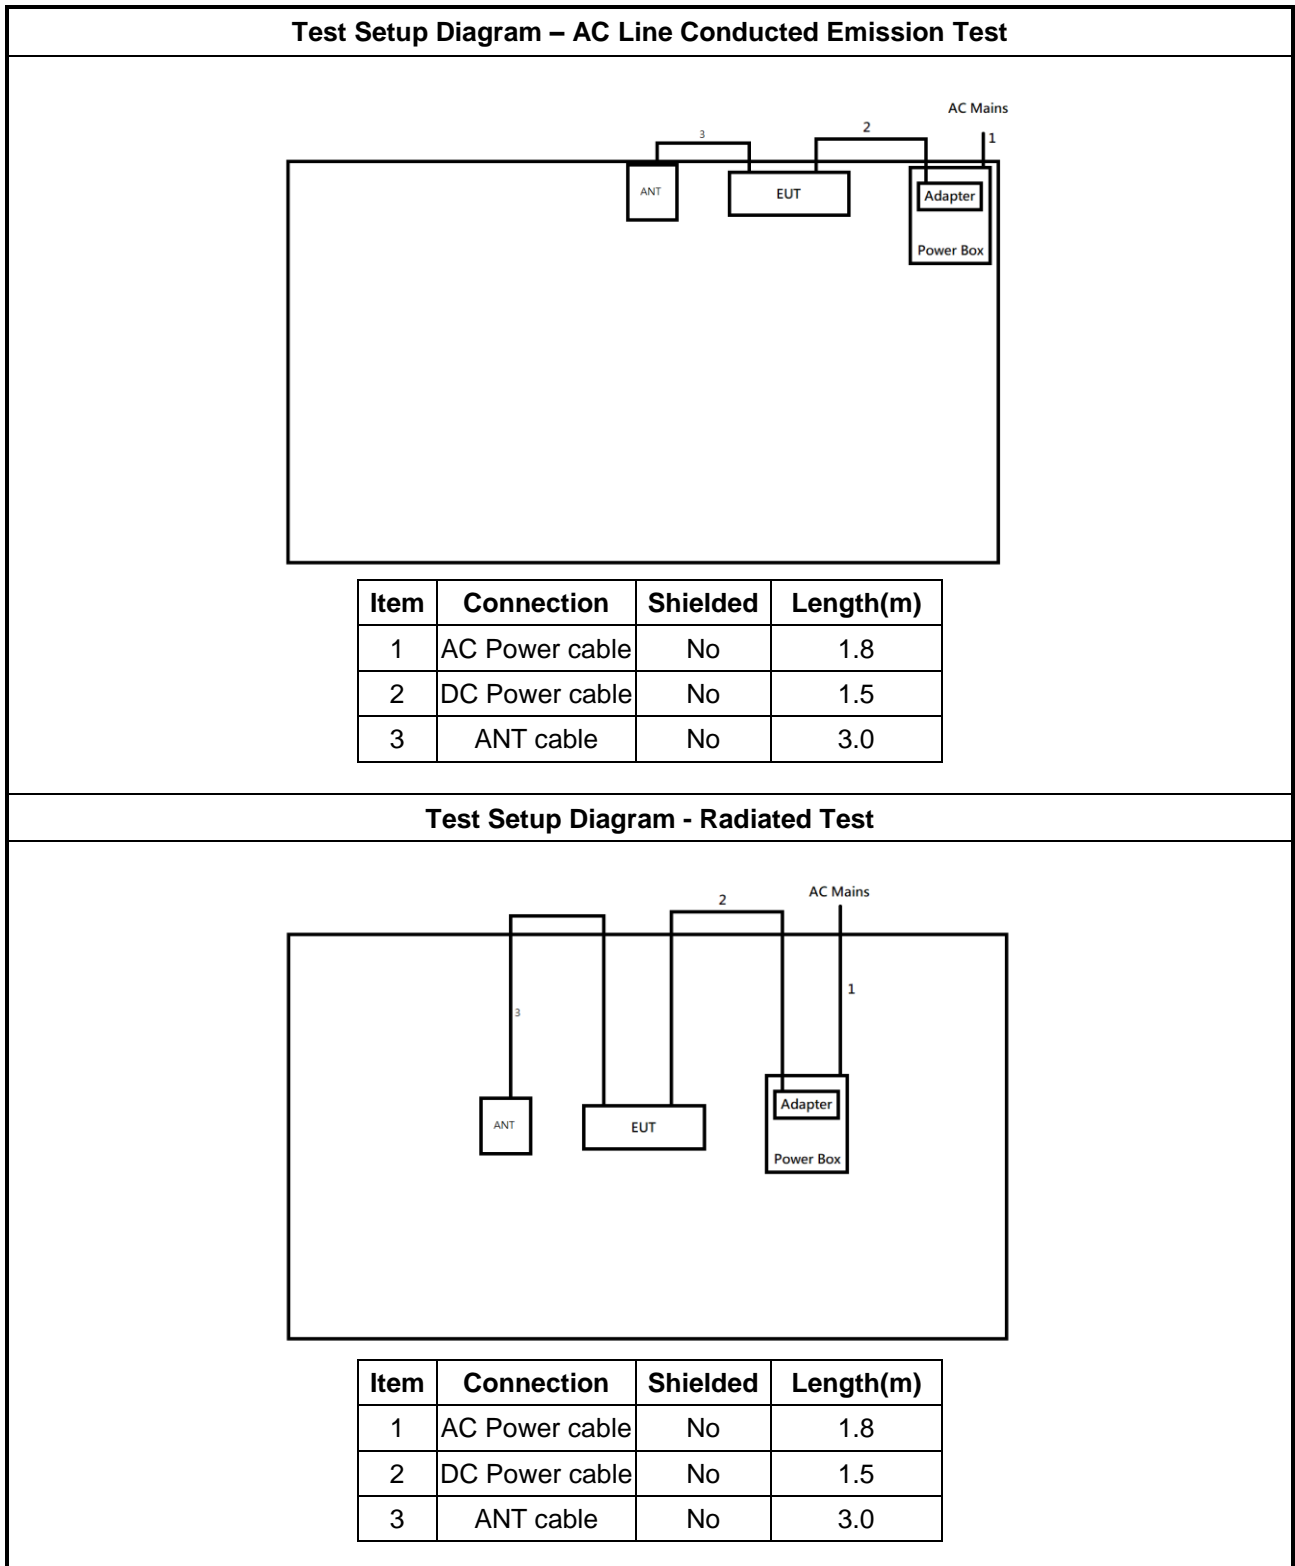 Test Setup Diagram – AC Line Conducted Emission Test
AC Mains
3
2
1
ANT
EUT
Adapter
Power Box
Item Connection Shielded Length(m)
1 AC Power cable No 1.8
2 DC Power cable No 1.5
3 ANT cable No 3.0
Test Setup Diagram - Radiated Test
AC Mains
2
1
3
Adapter
ANT
EUT
Power Box
Item Connection Shielded Length(m)
1 AC Power cable No 1.8
2 DC Power cable No 1.5
3 ANT cable No 3.0